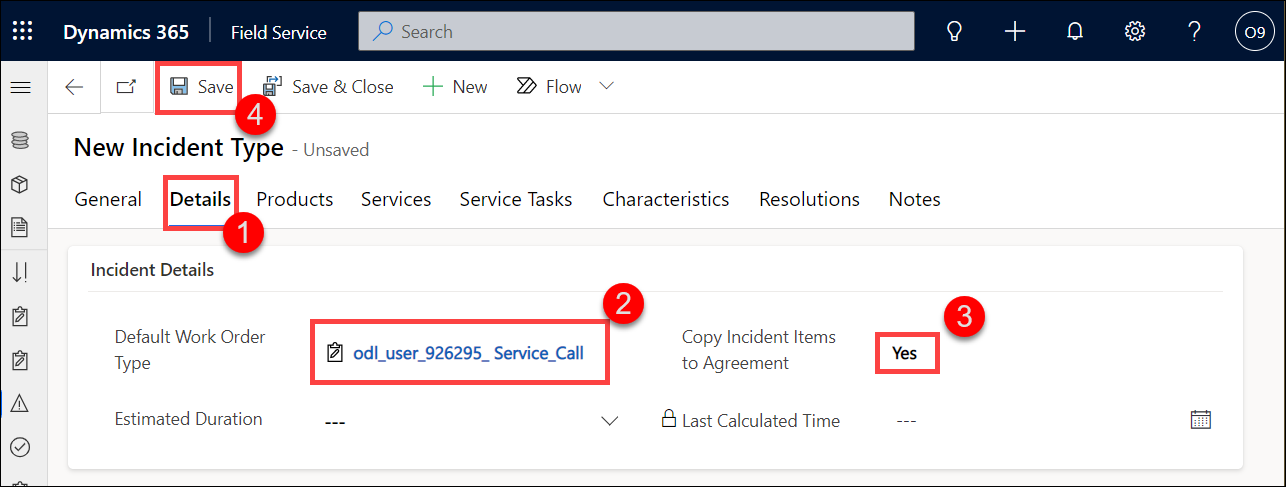 Dynamics 365 Field Service Search ? O9
Save Save & Close New Flow
4
New Incident Type - Unsaved
General Details Products Services Service Tasks Characteristics Resolutions Notes
1
Incident Details
2
3
Default Work Order Type
odl_user_926295_ Service_Call
Copy Incident Items to Agreement
Yes
Estimated Duration
---
Last Calculated Time
---